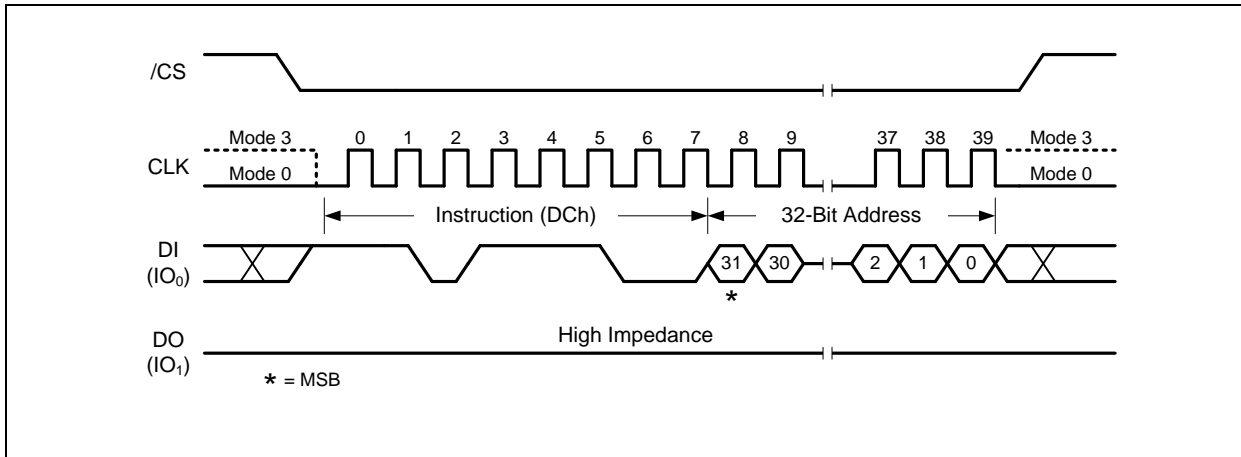 /CS
Mode 3 0 1 2 3 4 5 6 7 8 9 37 38 39 Mode 3
CLK
Mode 0 Mode 0
Instruction (DCh) 32-Bit Address
DI
(IO₀)
31 30 2 1 0
*
High Impedance
DO
(IO₁)
* = MSB